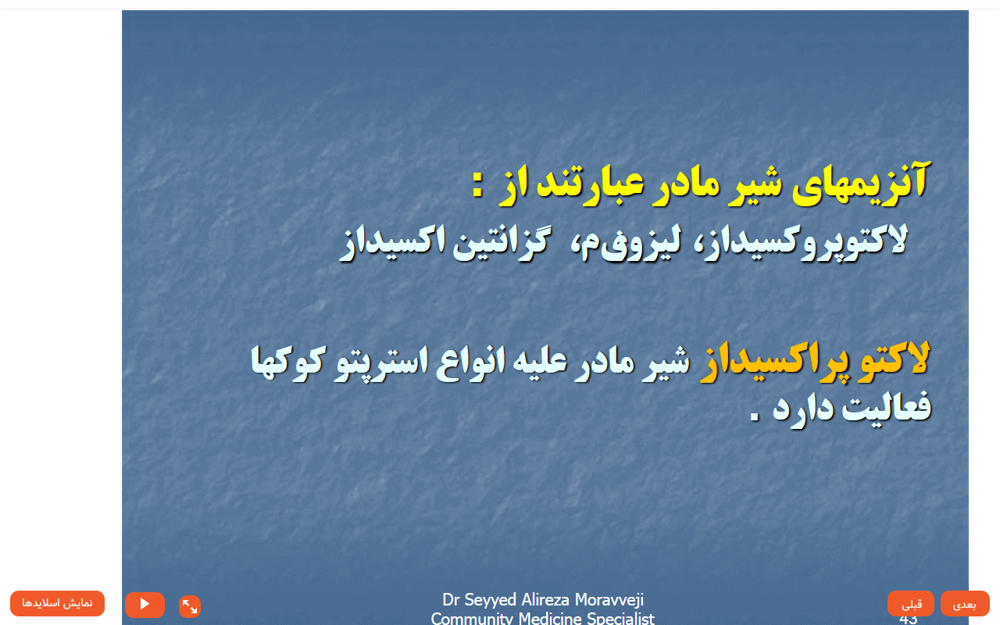 آنزیمهای شیر مادر عبارتند از :
لاکتوپروکسیداز، لیزوفیم، گزانتین اکسیداز
لاکتو پراکسیداز شیر مادر علیه انواع استرپتو کوکها
فعالیت دارد .
Dr Seyyed Alireza Moravveji
Community Medicine Specialist
43
نمایش اسلایدها
قبلی
بعدی